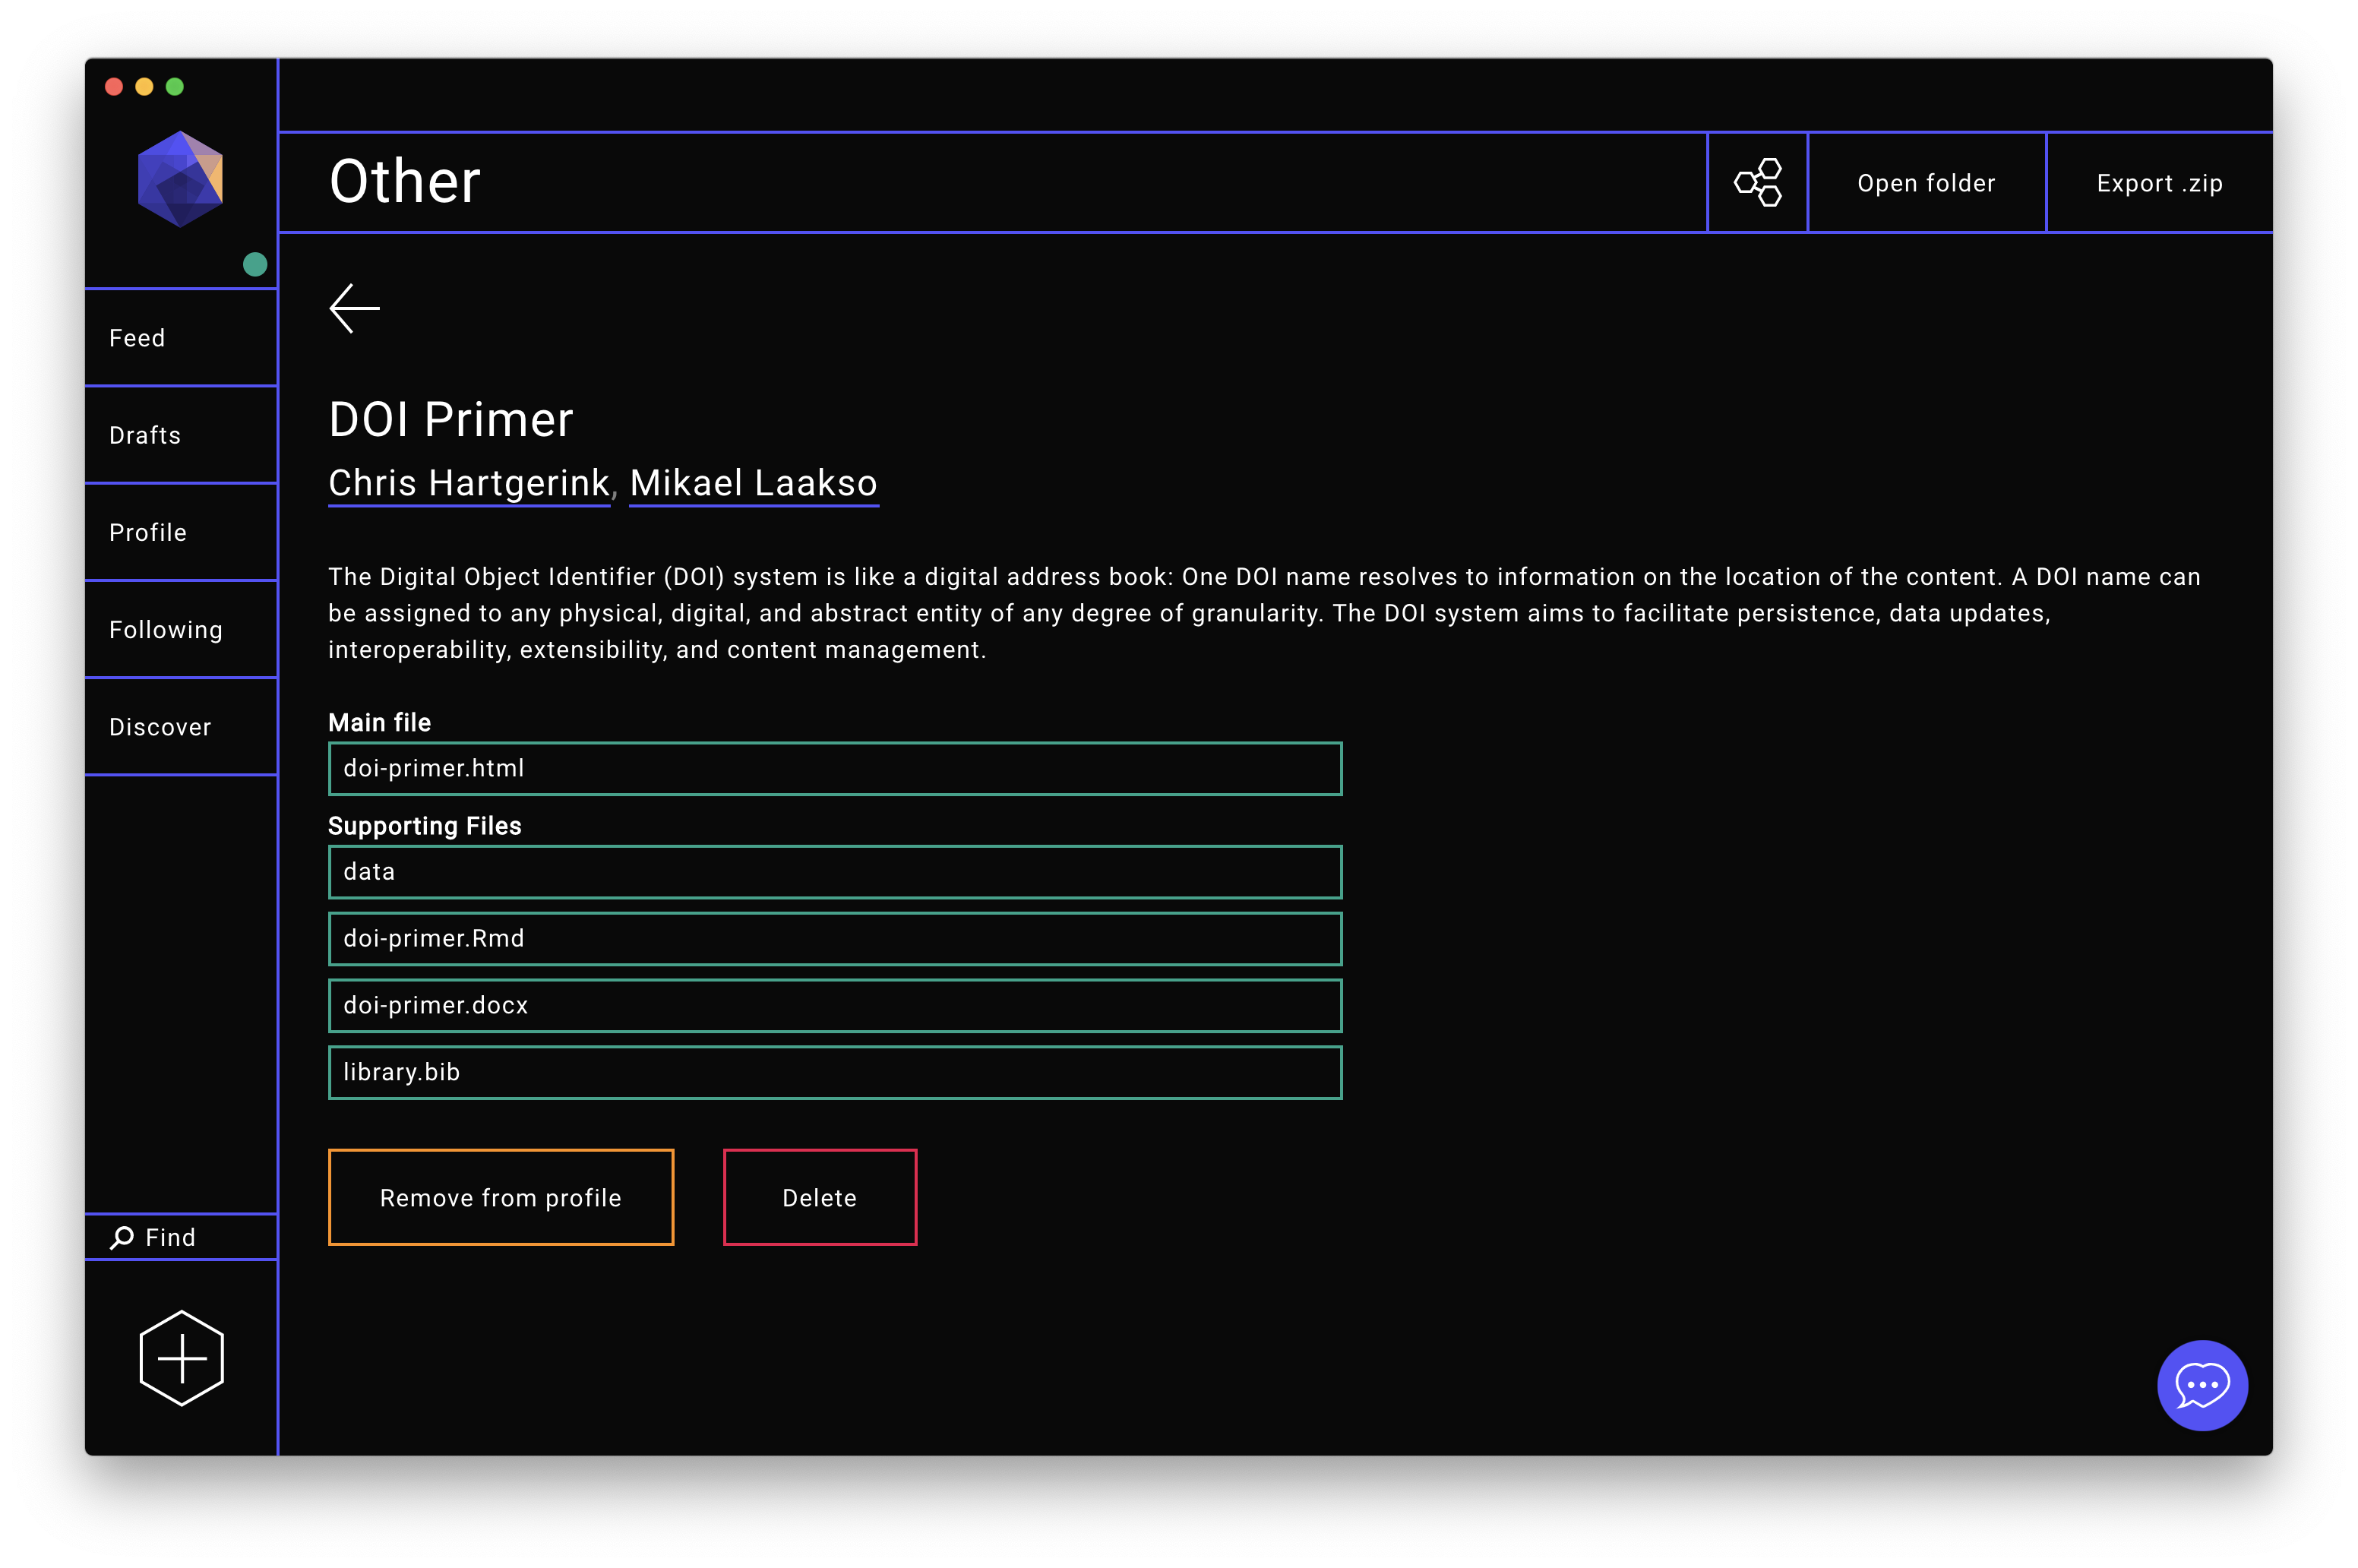 Other
Open folder
Export .zip
Feed
Drafts
Profile
Following
Discover
Find
DOI Primer
Chris Hartgerink, Mikael Laakso
The Digital Object Identifier (DOI) system is like a digital address book: One DOI name resolves to information on the location of the content. A DOI name can
be assigned to any physical, digital, and abstract entity of any degree of granularity. The DOI system aims to facilitate persistence, data updates,
interoperability, extensibility, and content management.
Main file
doi-primer.html
Supporting Files
data
doi-primer.Rmd
doi-primer.docx
library.bib
Remove from profile
Delete